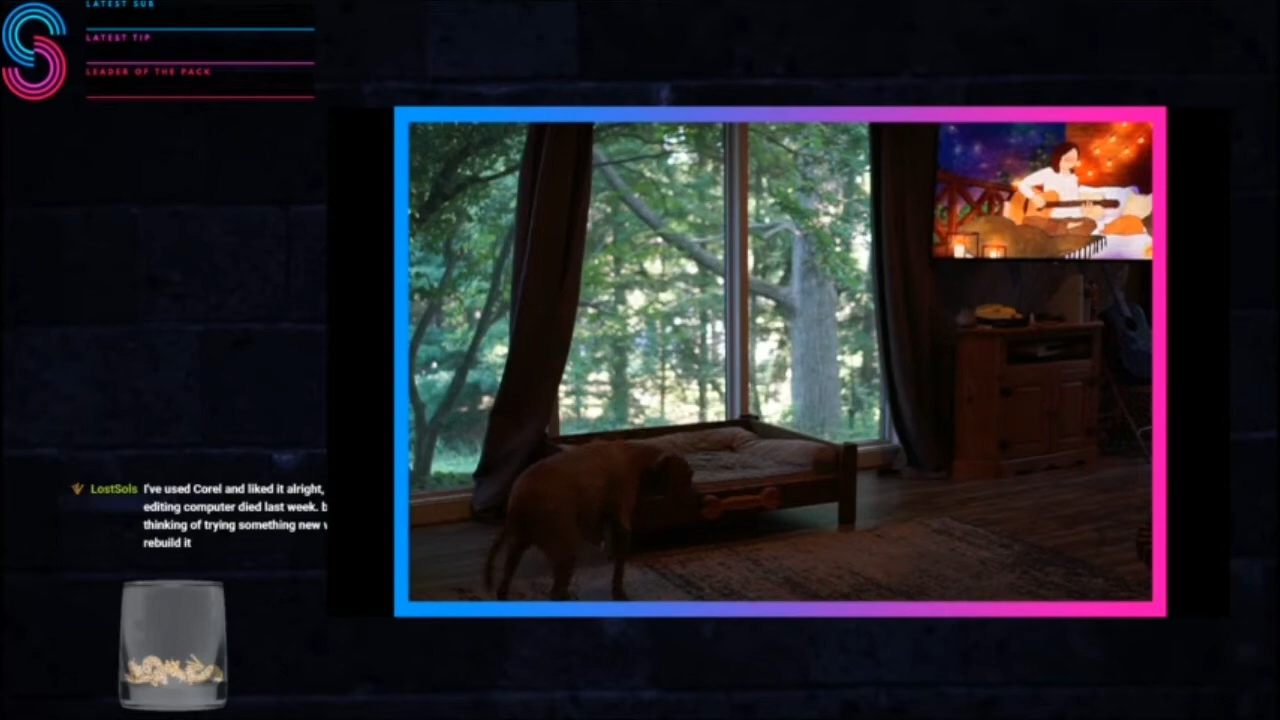 LATEST SUB
LATEST TIP
LEADER OF THE PACK
LostSols I've used Corel and liked it alright,
editing computer died last week. b
thinking of trying something new
rebuild it